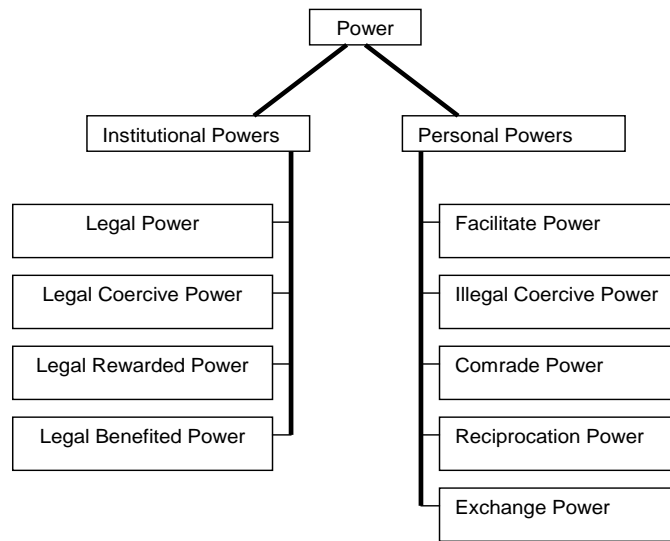 Power
Institutional Powers
Personal Powers
Legal Power
Legal Coercive Power
Legal Rewarded Power
Legal Benefited Power
Facilitate Power
Illegal Coercive Power
Comrade Power
Reciprocation Power
Exchange Power